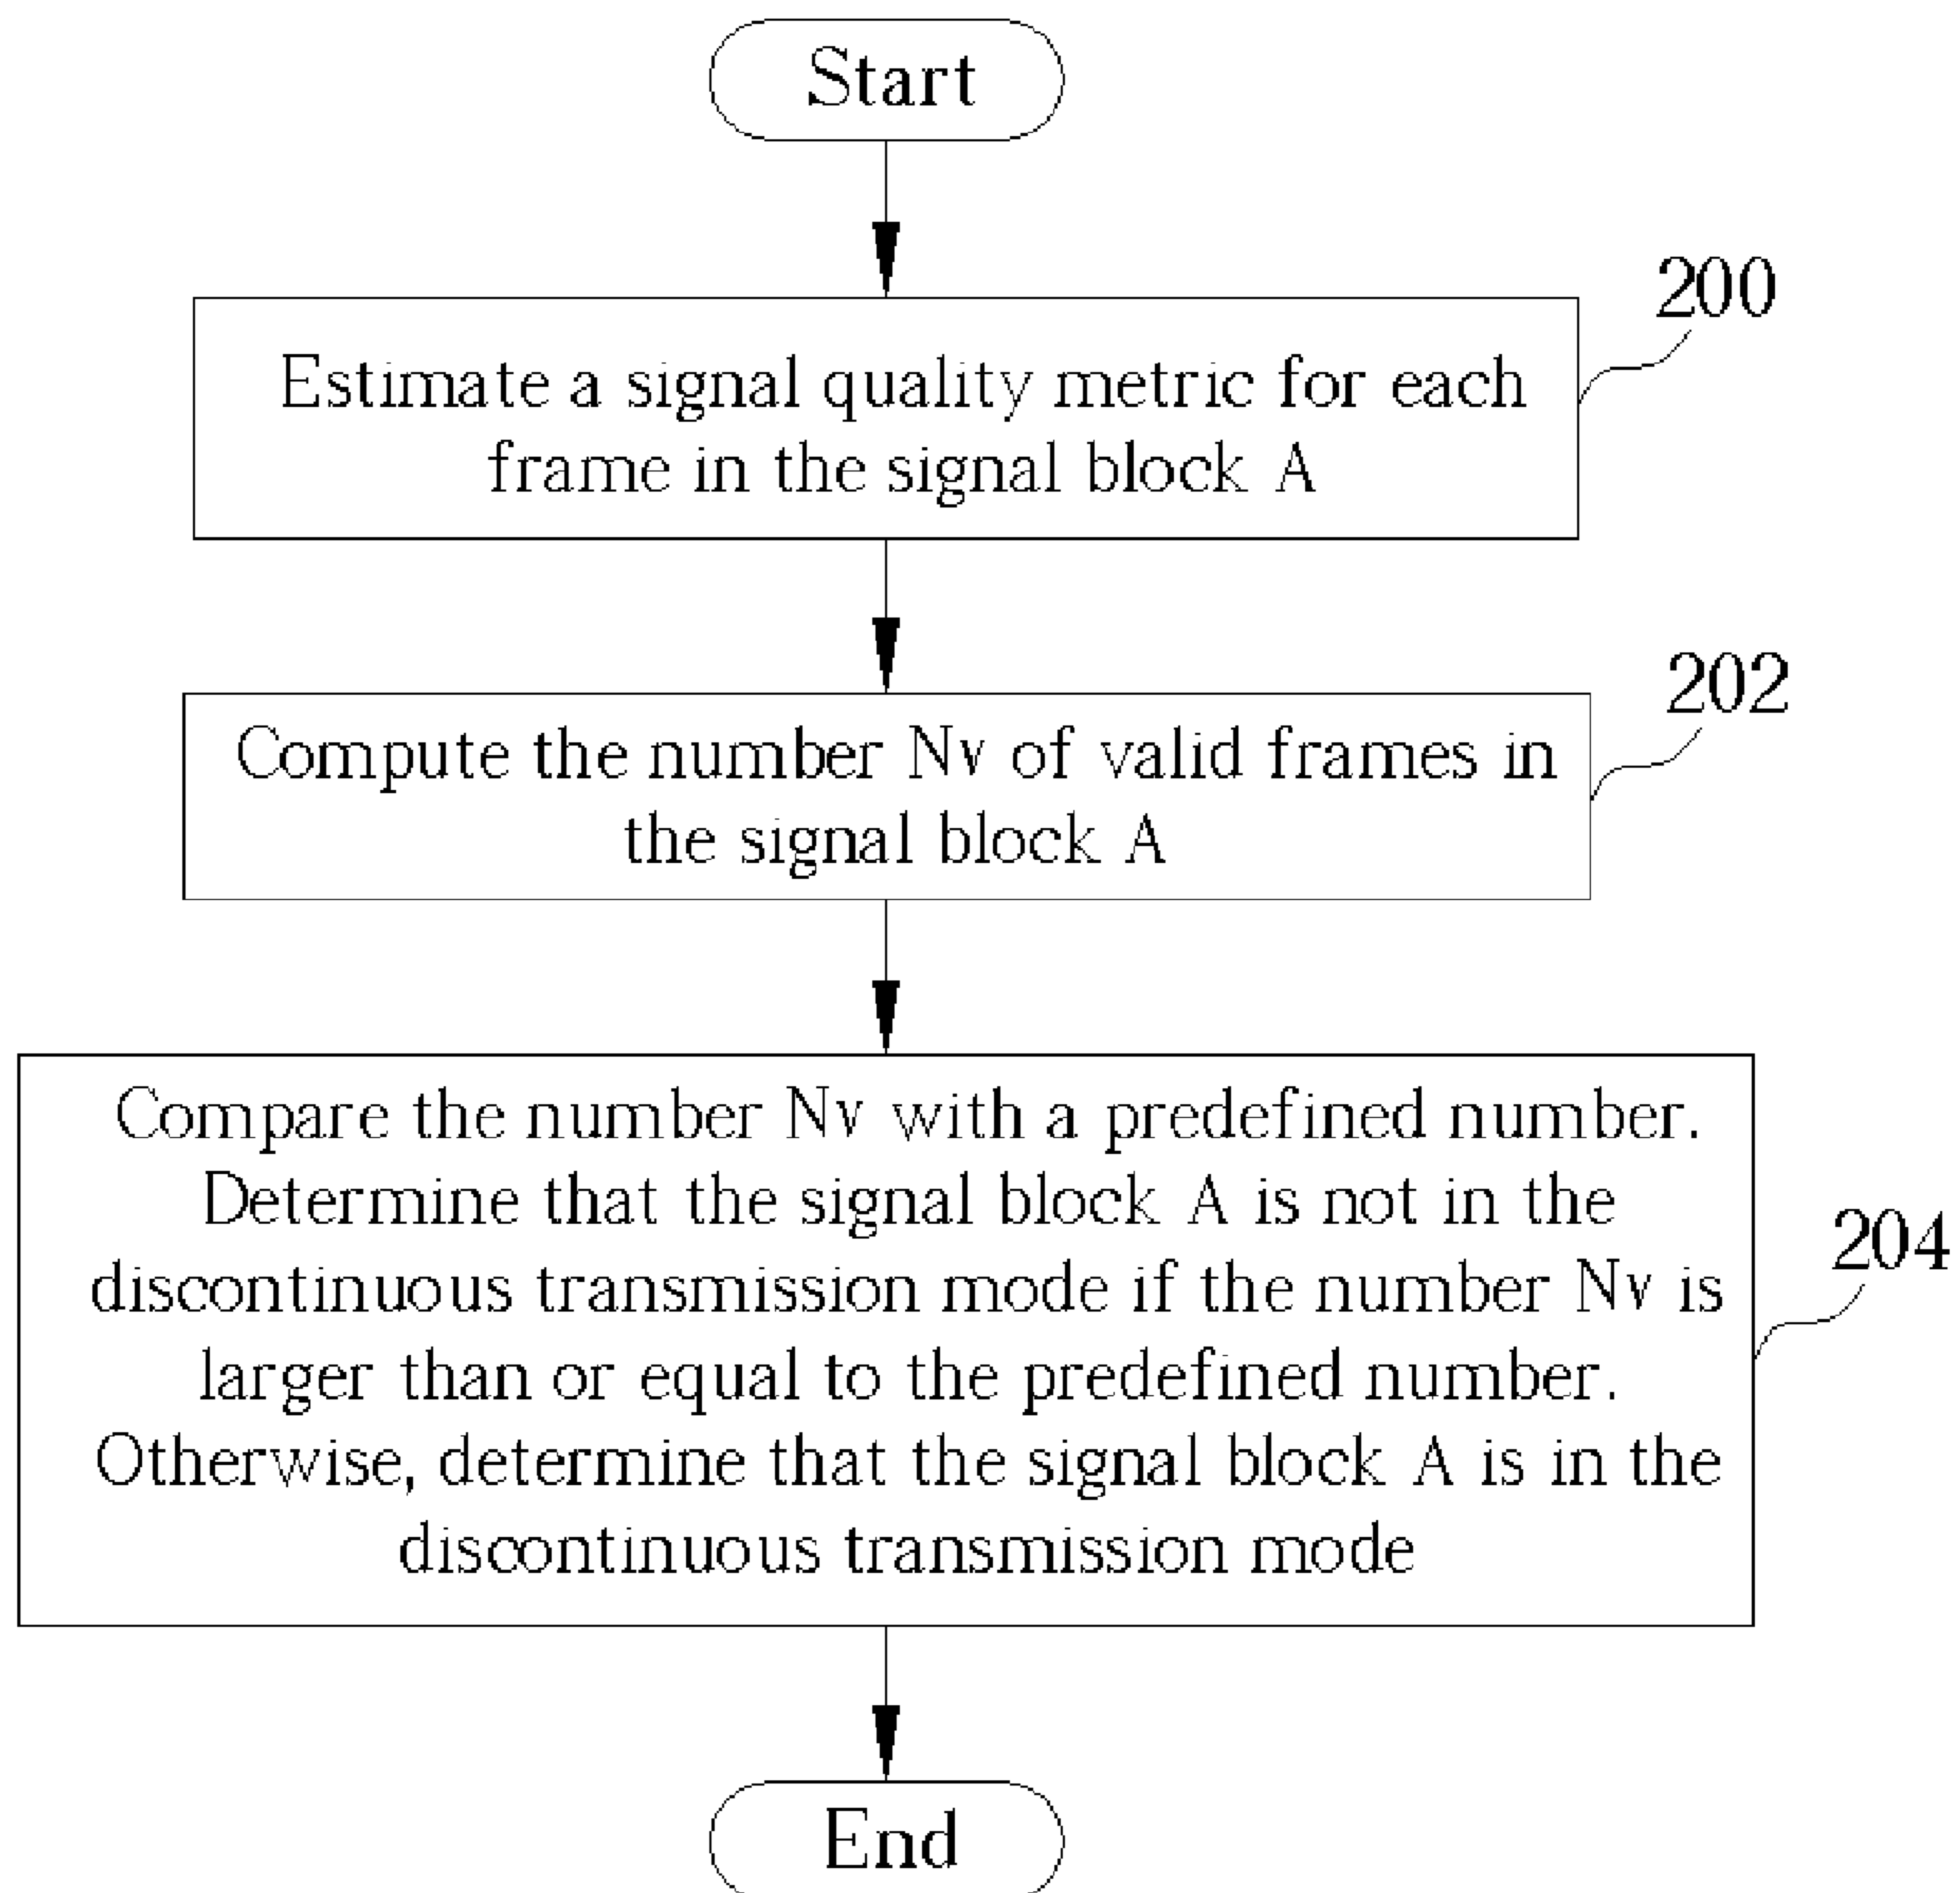 Start
200
Estimate a signal quality metric for each
frame in the signal block A
202
Compute the number Nv of valid frames in
the signal block A
Compare the number Nv with a predefined number.
Determine that the signal block A is not in the
204
discontinuous transmission mode if the number Nv is
larger than or equal to the predefined number.
Otherwise, determine that the signal block A is in the
discontinuous transmission mode
End